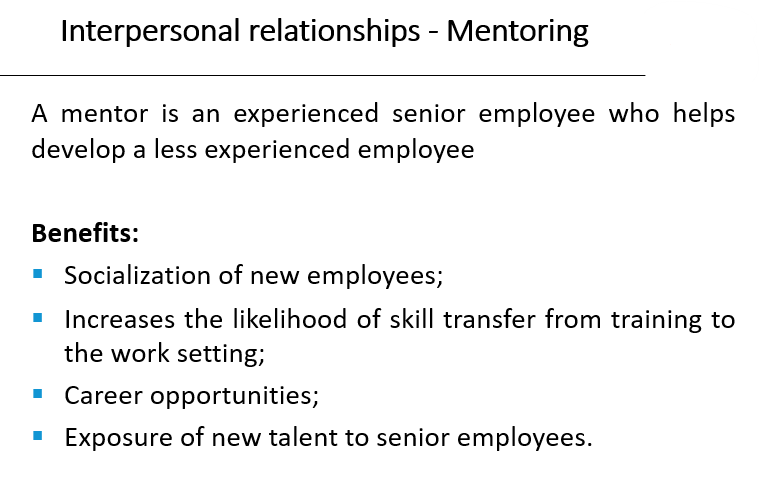 Interpersonal relationships - Mentoring
A mentor is an experienced senior employee who helps
develop a less experienced employee
Benefits:
▪ Socialization of new employees;
▪ Increases the likelihood of skill transfer from training to
the work setting;
▪ Career opportunities;
▪ Exposure of new talent to senior employees.